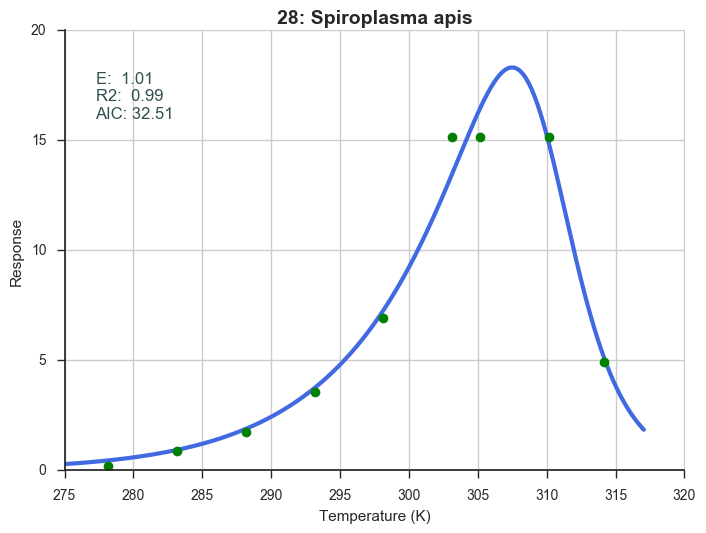 28: Spiroplasma apis
E:  1.01
R2:  0.99
AIC: 32.51
20
15
10
5
0
Response
275 280 285 290 295 300 305 310 315 320
Temperature (K)